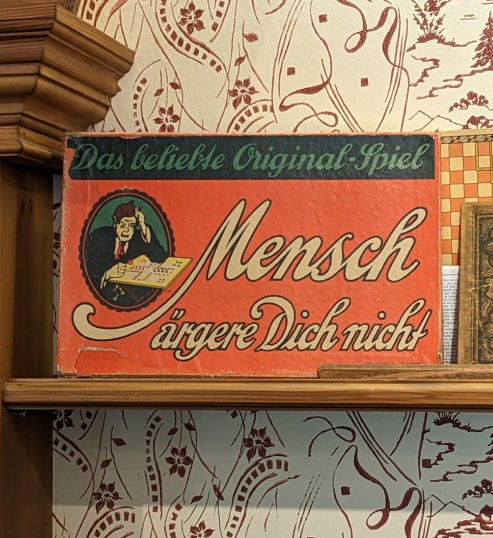 Das beliebte Original-Spiel
Mensch
ärgere Dich nicht